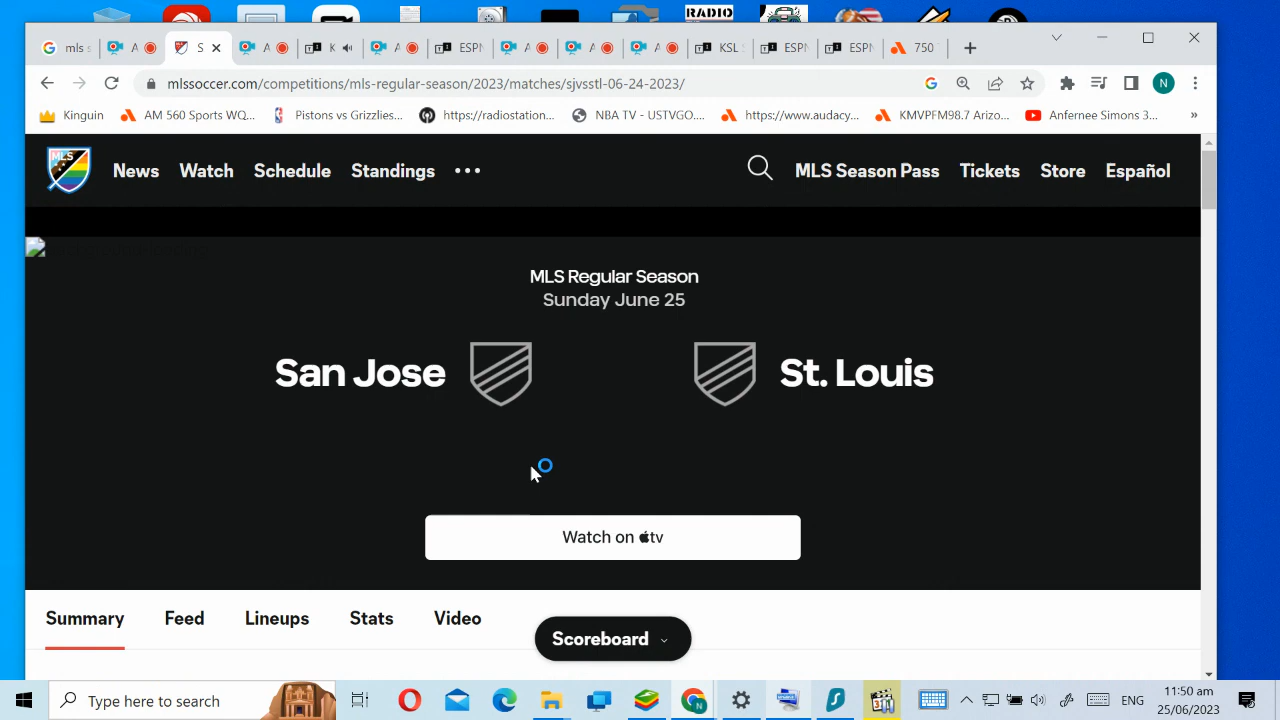 RADIO
mls s
A
S
A
K
A
ESPN
A
A
A
KSL S
ESPN
ESPN
750
mlssoccer.com/competitions/mls-regular-season/2023/matches/sjvsstl-06-24-2023/
N
Kinguin
AM 560 Sports WQ...
Pistons vs Grizzlies...
https://radiostation...
NBA TV - USTVGO....
https://www.audacy...
KMVPFM98.7 Arizo...
Anfernee Simons 3...
»
MLS
News
Watch
Schedule
Standings
MLS Season Pass
Tickets
Store
Español
MLS Regular Season
Sunday June 25
San Jose
St. Louis
Watch on tv
Summary
Feed
Lineups
Stats
Video
Scoreboard
Type here to search
ENG
11:50 am
25/06/2023